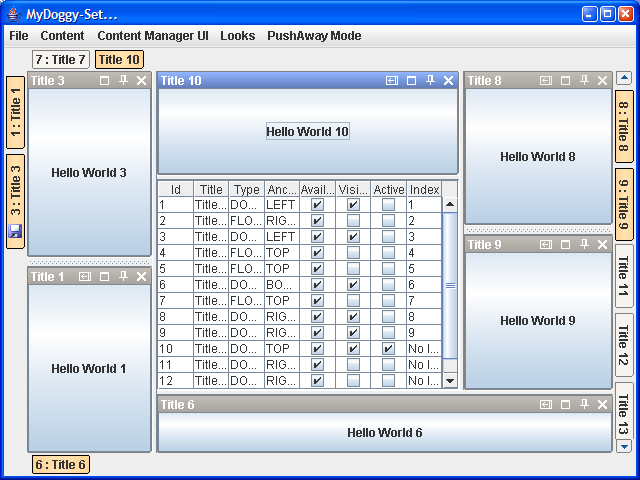 MyDoggy-Set...
File Content Content Manager UI Looks PushAway Mode
7 : Title 7 Title 10
1 : Title 1
3 : Title 3
Title 3
Hello World 3
Title 1
Hello World 1
Title 10
Hello World 10
Id Title Type Anc... Avail... Visi... Active Index
1 Title... DO... LEFT 1
2 Title... FLO... RIG... 2
3 Title... DO... LEFT 3
4 Title... FLO... TOP 4
5 Title... FLO... TOP 5
6 Title... DO... BO... 6
7 Title... FLO... TOP 7
8 Title... DO... RIG... 8
9 Title... DO... RIG... 9
10 Title... DO... TOP No I...
11 Title... DO... RIG... No I...
12 Title... DO... RIG... No I...
Title 6
Hello World 6
Title 8
Hello World 8
Title 9
Hello World 9
8 : Title 8
9 : Title 9
Title 11
Title 12
Title 13
6 : Title 6